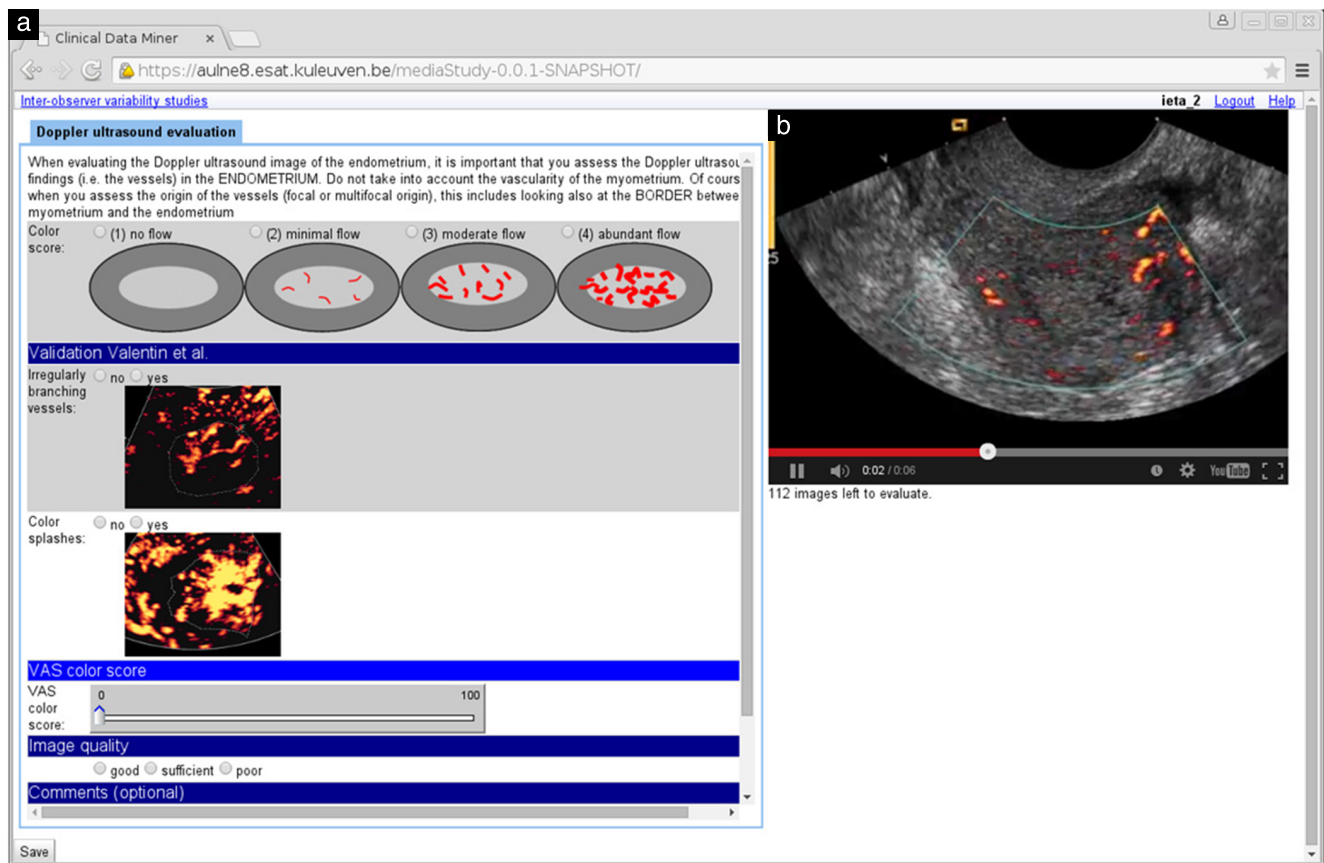 a
Clinical Data Miner ×
https://aulne8.esat.kuleuven.be/mediaStudy-0.0.1-SNAPSHOT/
Inter-observer variability studies ieta_2 Logout Help
Doppler ultrasound evaluation
When evaluating the Doppler ultrasound image of the endometrium, it is important that you assess the Doppler ultrasou
findings (i.e. the vessels) in the ENDOMETRIUM. Do not take into account the vascularity of the myometrium. Of cours
when you assess the origin of the vessels (focal or multifocal origin), this includes looking also at the BORDER betwee
myometrium and the endometrium
Color
score:
(1) no flow (2) minimal flow (3) moderate flow (4) abundant flow
Validation Valentin et al.
Irregularly
branching
vessels:
no yes
Color
splashes:
no yes
VAS color score
VAS
color
score:
0 100
Image quality
good sufficient poor
Comments (optional)
Save
b
5
0:02 / 0:06 YouTube
112 images left to evaluate.